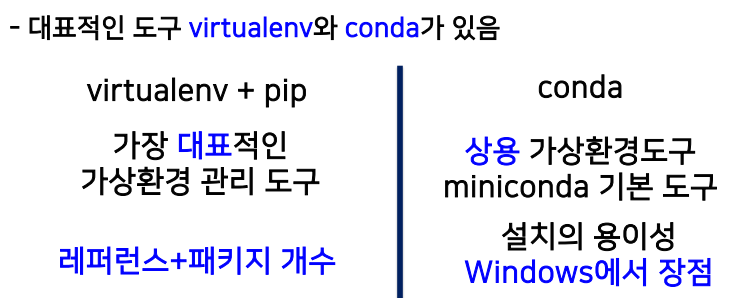 - 대표적인 도구 virtualenv와 conda가 있음
virtualenv + pip
가장 대표적인
가상환경 관리 도구
레퍼런스+패키지 개수
conda
상용 가상환경도구
miniconda 기본 도구
설치의 용이성
Windows에서 장점